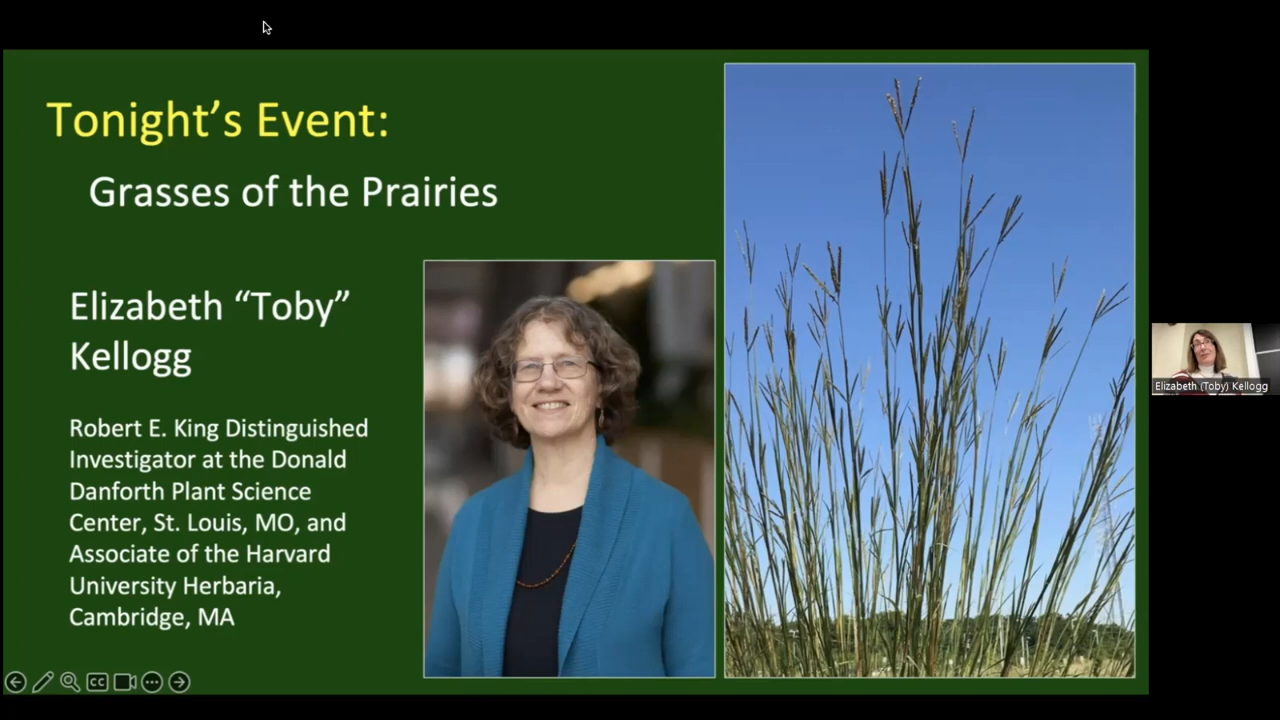 Tonight's Event:
Grasses of the Prairies
Elizabeth “Toby”
Kellogg
Robert E. King Distinguished
Investigator at the Donald
Danforth Plant Science
Center, St. Louis, MO, and
Associate of the Harvard
University Herbaria,
Cambridge, MA
Elizabeth (Toby) Kellogg
CC